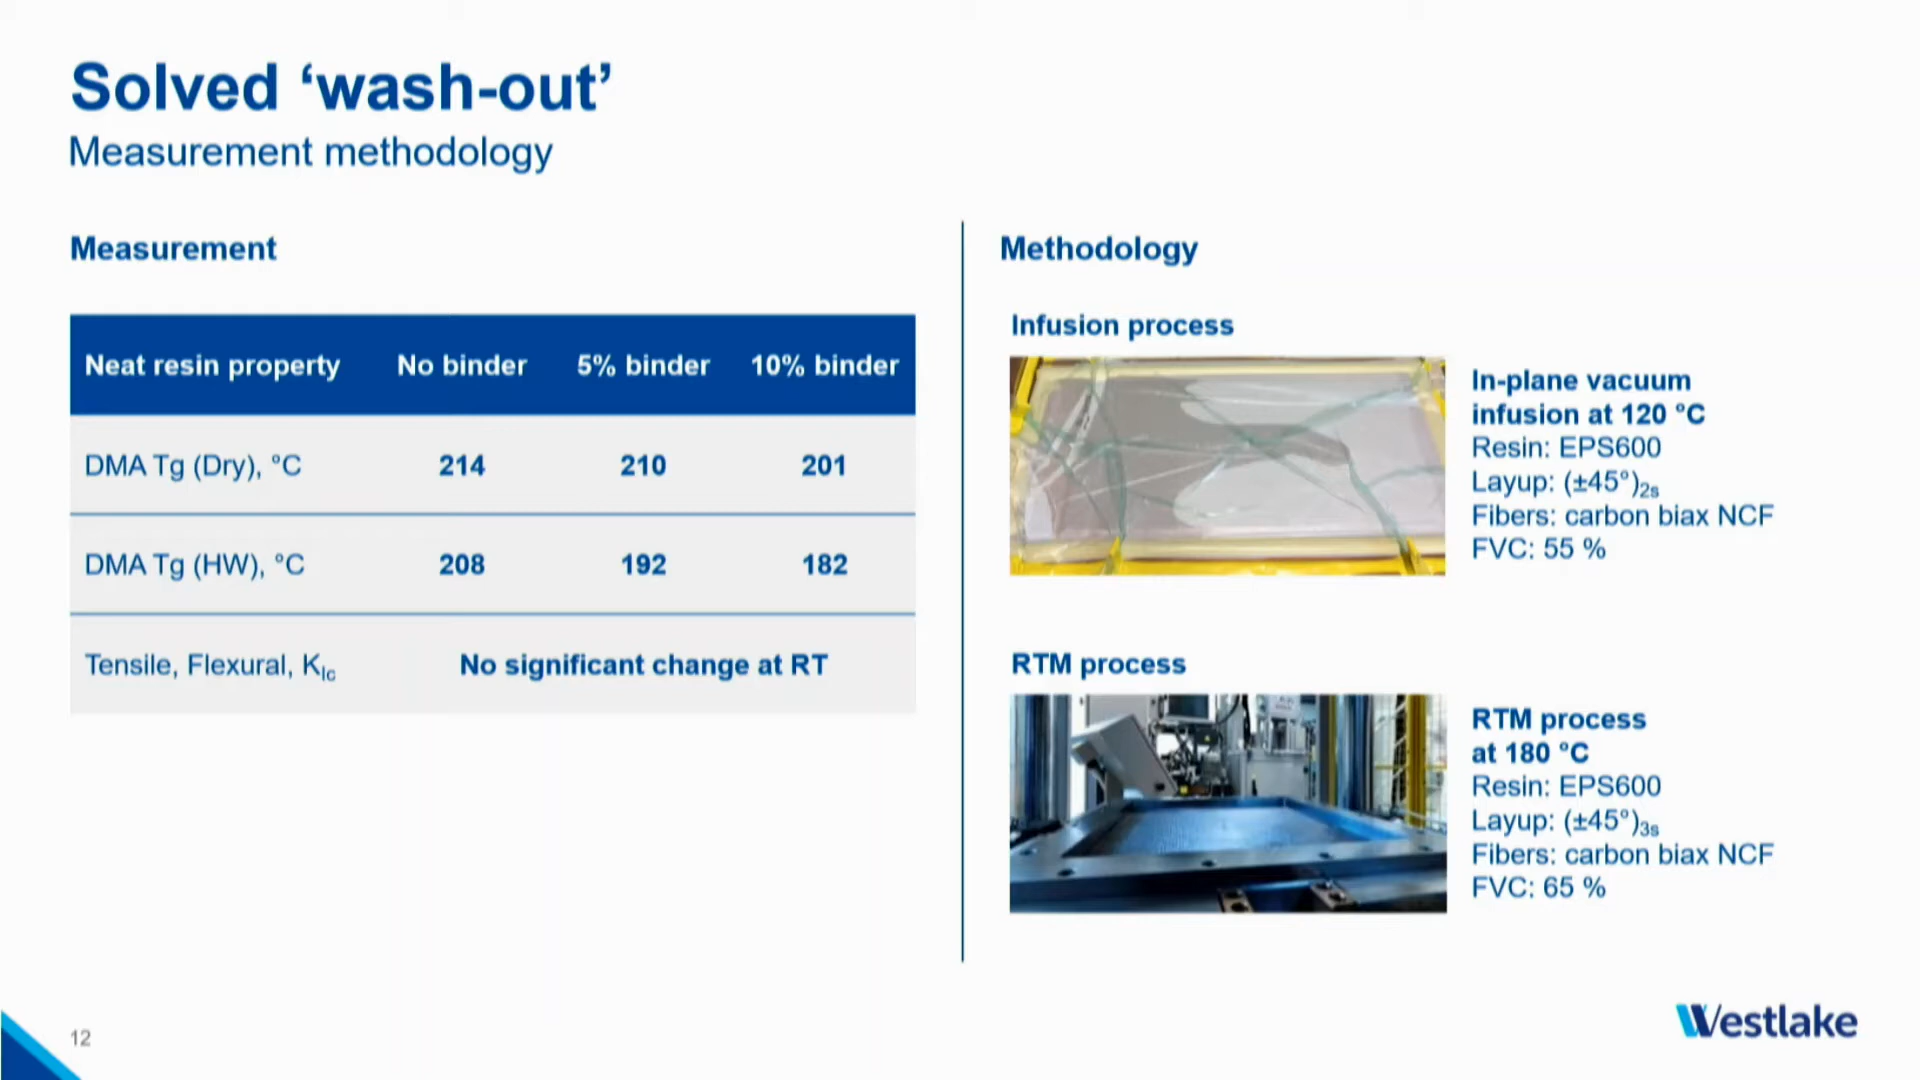 Solved ‘wash-out’
Measurement methodology
Measurement
Neat resin property No binder 5% binder 10% binder
DMA Tg (Dry), °C 214 210 201
DMA Tg (HW), °C 208 192 182
Tensile, Flexural, KIc No significant change at RT
Methodology
Infusion process
In-plane vacuum
infusion at 120 °C
Resin: EPS600
Layup: (±45°)2s
Fibers: carbon biax NCF
FVC: 55 %
RTM process
RTM process
at 180 °C
Resin: EPS600
Layup: (±45°)3s
Fibers: carbon biax NCF
FVC: 65 %
12
Westlake